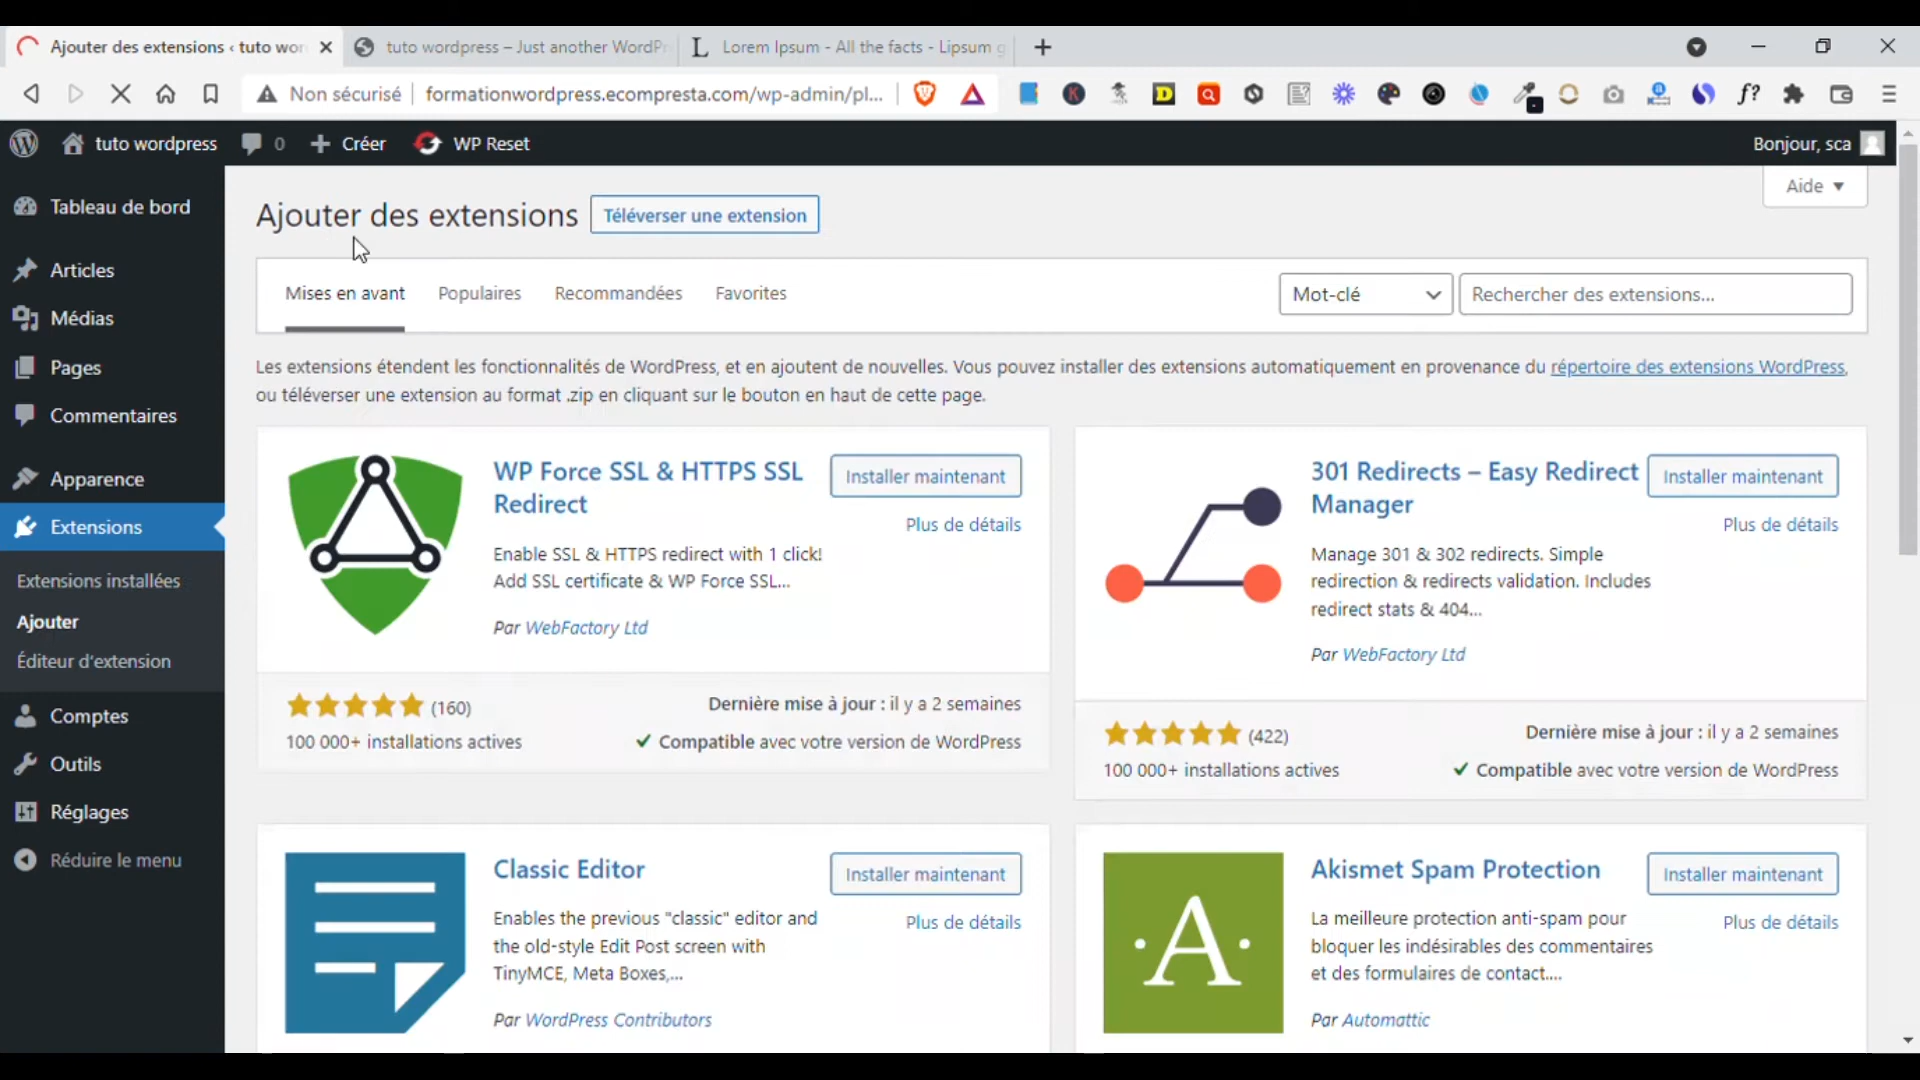 Ajouter des extensions ‹ tuto wor
tuto wordpress – Just another WordPr
Lorem Ipsum - All the facts - Lipsum g
Non sécurisé
formationwordpress.ecompresta.com/wp-admin/pl...
tuto wordpress
0
Créer
WP Reset
Bonjour, sca
Tableau de bord
Articles
Médias
Pages
Commentaires
Apparence
Extensions
Extensions installées
Ajouter
Éditeur d'extension
Comptes
Outils
Réglages
Réduire le menu
Aide
Ajouter des extensions
Téléverser une extension
Mises en avant
Populaires
Recommandées
Favorites
Mot-clé
Rechercher des extensions...
Les extensions étendent les fonctionnalités de WordPress, et en ajoutent de nouvelles. Vous pouvez installer des extensions automatiquement en provenance du répertoire des extensions WordPress,
ou téléverser une extension au format .zip en cliquant sur le bouton en haut de cette page.
WP Force SSL & HTTPS SSL
Redirect
Installer maintenant
Plus de détails
Enable SSL & HTTPS redirect with 1 click!
Add SSL certificate & WP Force SSL...
Par WebFactory Ltd
(160)
100 000+ installations actives
Dernière mise à jour : il y a 2 semaines
Compatible avec votre version de WordPress
301 Redirects – Easy Redirect
Manager
Installer maintenant
Plus de détails
Manage 301 & 302 redirects. Simple
redirection & redirects validation. Includes
redirect stats & 404...
Par WebFactory Ltd
(422)
100 000+ installations actives
Dernière mise à jour : il y a 2 semaines
Compatible avec votre version de WordPress
Classic Editor
Installer maintenant
Plus de détails
Enables the previous "classic" editor and
the old-style Edit Post screen with
TinyMCE, Meta Boxes,...
Par WordPress Contributors
A
Akismet Spam Protection
Installer maintenant
Plus de détails
La meilleure protection anti-spam pour
bloquer les indésirables des commentaires
et des formulaires de contact....
Par Automattic